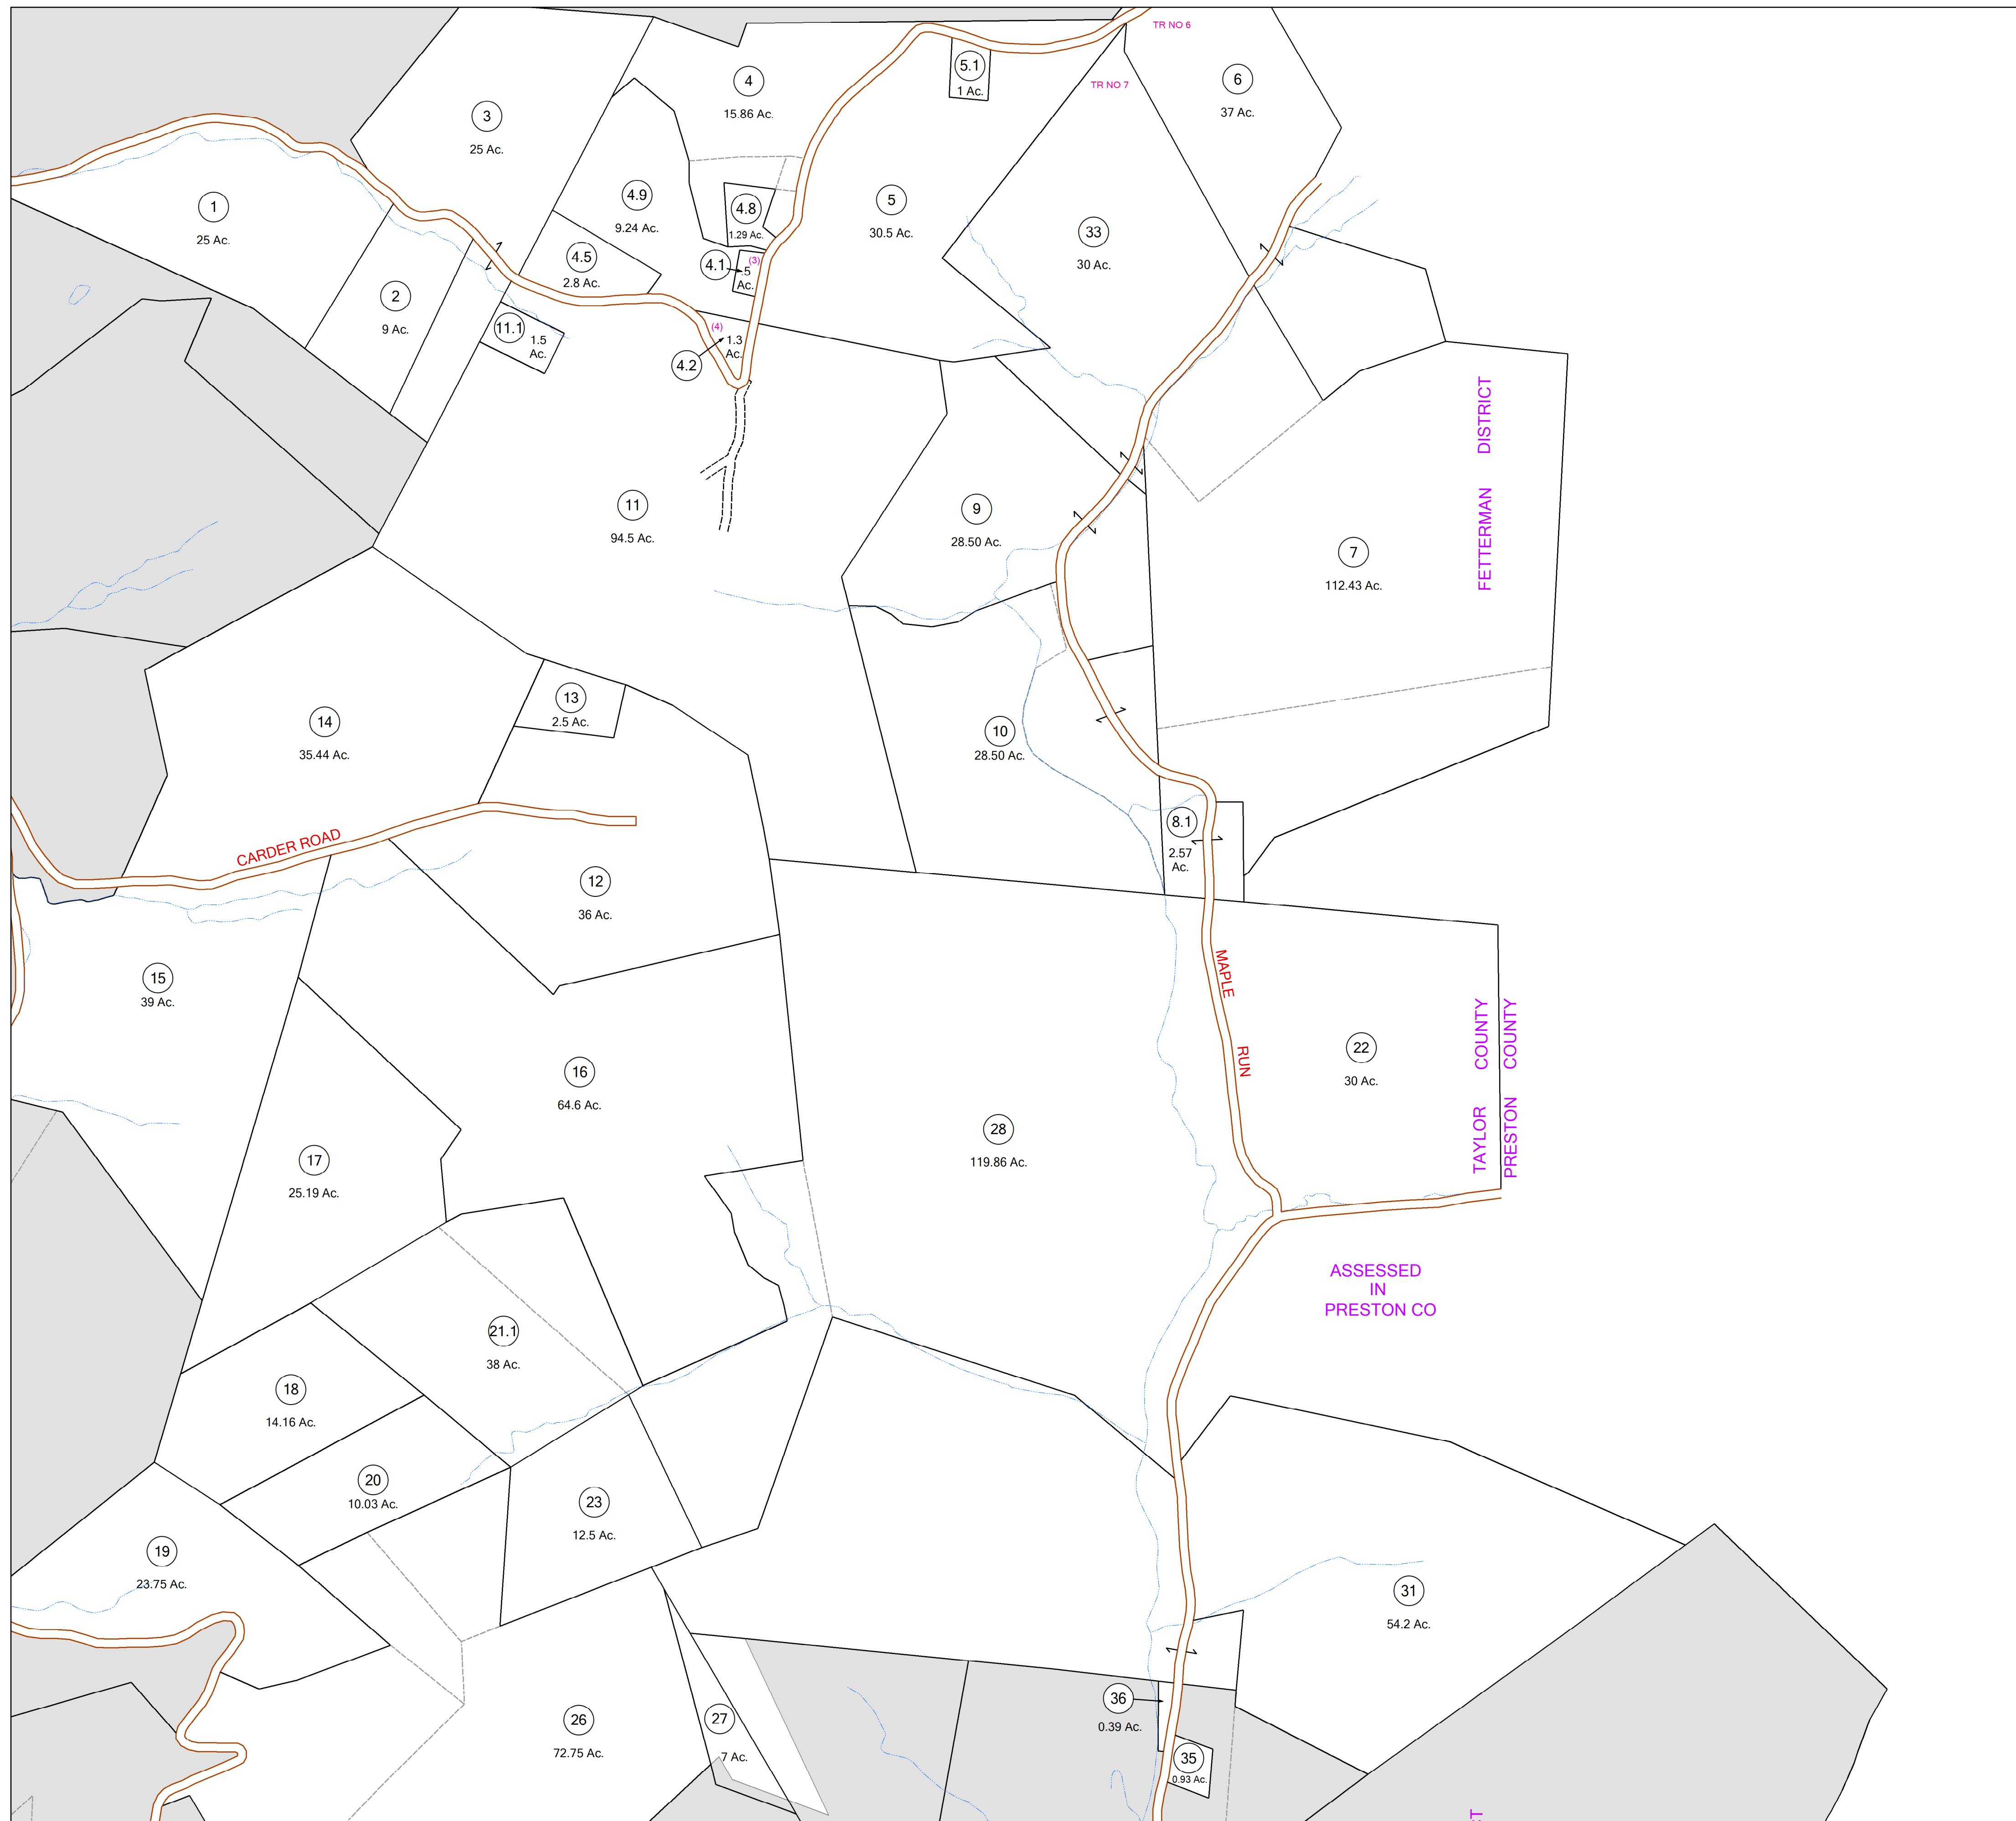 TR NO 6
TR NO 7
5.1
1 Ac.
4
15.86 Ac.
6
37 Ac.
3
25 Ac.
4.9
9.24 Ac.
4.8
1.29 Ac.
5
30.5 Ac.
1
25 Ac.
33
30 Ac.
4.5
2.8 Ac.
4.1
(3)
.5
Ac.
2
9 Ac.
11.1
1.5
Ac.
(4)
1.3
Ac.
4.2
FETTERMAN DISTRICT
11
94.5 Ac.
9
28.50 Ac.
7
112.43 Ac.
13
2.5 Ac.
14
35.44 Ac.
10
28.50 Ac.
8.1
2.57
Ac.
CARDER ROAD
12
36 Ac.
15
39 Ac.
MAPLE RUN
16
64.6 Ac.
22
30 Ac.
TAYLOR COUNTY
PRESTON COUNTY
28
119.86 Ac.
17
25.19 Ac.
ASSESSED
IN
PRESTON CO
21.1
38 Ac.
18
14.16 Ac.
20
10.03 Ac.
23
12.5 Ac.
19
23.75 Ac.
31
54.2 Ac.
36
0.39 Ac.
26
72.75 Ac.
27
7 Ac.
35
0.93 Ac.